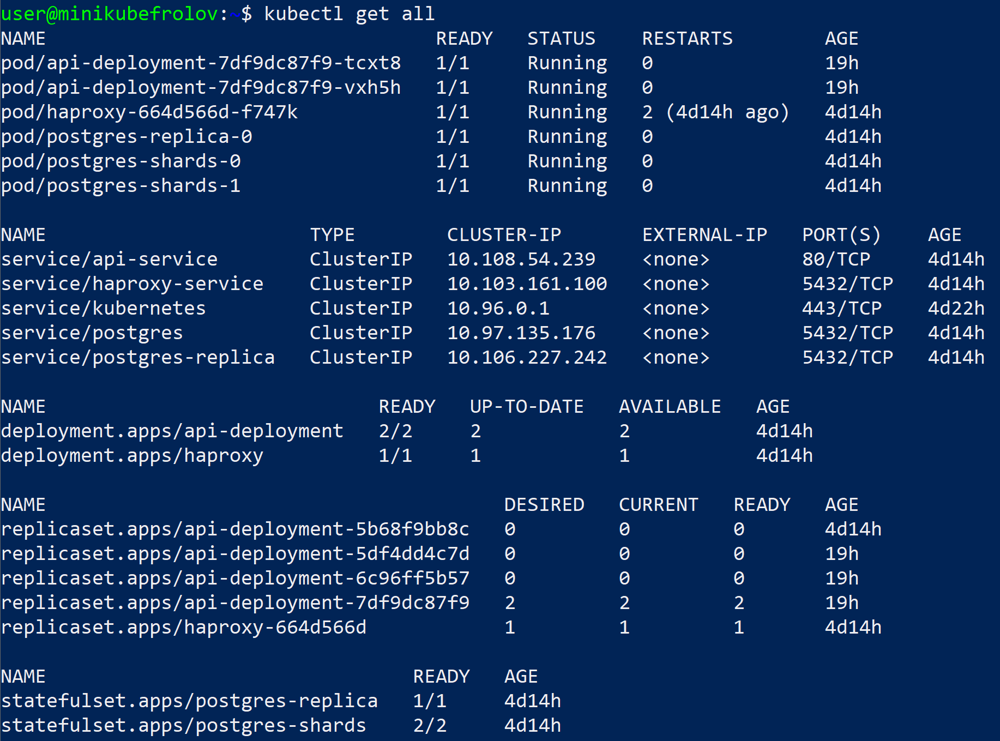 user@minikubefrolov:~$ kubectl get all
NAME READY STATUS RESTARTS AGE
pod/api-deployment-7df9dc87f9-tcxt8 1/1 Running 0 19h
pod/api-deployment-7df9dc87f9-vxh5h 1/1 Running 0 19h
pod/haproxy-664d566d-f747k 1/1 Running 2 (4d14h ago) 4d14h
pod/postgres-replica-0 1/1 Running 0 4d14h
pod/postgres-shards-0 1/1 Running 0 4d14h
pod/postgres-shards-1 1/1 Running 0 4d14h
NAME TYPE CLUSTER-IP EXTERNAL-IP PORT(S) AGE
service/api-service ClusterIP 10.108.54.239 <none> 80/TCP 4d14h
service/haproxy-service ClusterIP 10.103.161.100 <none> 5432/TCP 4d14h
service/kubernetes ClusterIP 10.96.0.1 <none> 443/TCP 4d22h
service/postgres ClusterIP 10.97.135.176 <none> 5432/TCP 4d14h
service/postgres-replica ClusterIP 10.106.227.242 <none> 5432/TCP 4d14h
NAME READY UP-TO-DATE AVAILABLE AGE
deployment.apps/api-deployment 2/2 2 2 4d14h
deployment.apps/haproxy 1/1 1 1 4d14h
NAME DESIRED CURRENT READY AGE
replicaset.apps/api-deployment-5b68f9bb8c 0 0 0 4d14h
replicaset.apps/api-deployment-5df4dd4c7d 0 0 0 19h
replicaset.apps/api-deployment-6c96ff5b57 0 0 0 19h
replicaset.apps/api-deployment-7df9dc87f9 2 2 2 19h
replicaset.apps/haproxy-664d566d 1 1 1 4d14h
NAME READY AGE
statefulset.apps/postgres-replica 1/1 4d14h
statefulset.apps/postgres-shards 2/2 4d14h